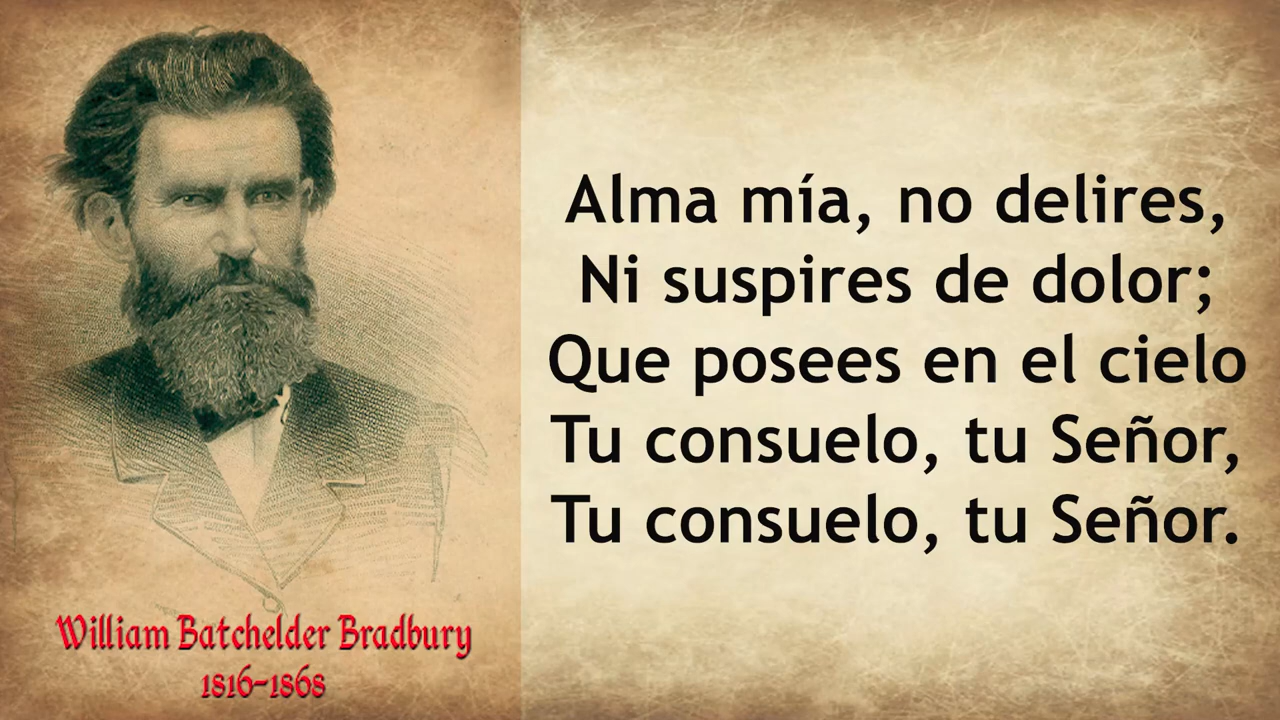 Alma mía, no delires,
Ni suspires de dolor;
Que posees en el cielo
Tu consuelo, tu Señor,
Tu consuelo, tu Señor.
William Batchelder Bradbury
1816-1868